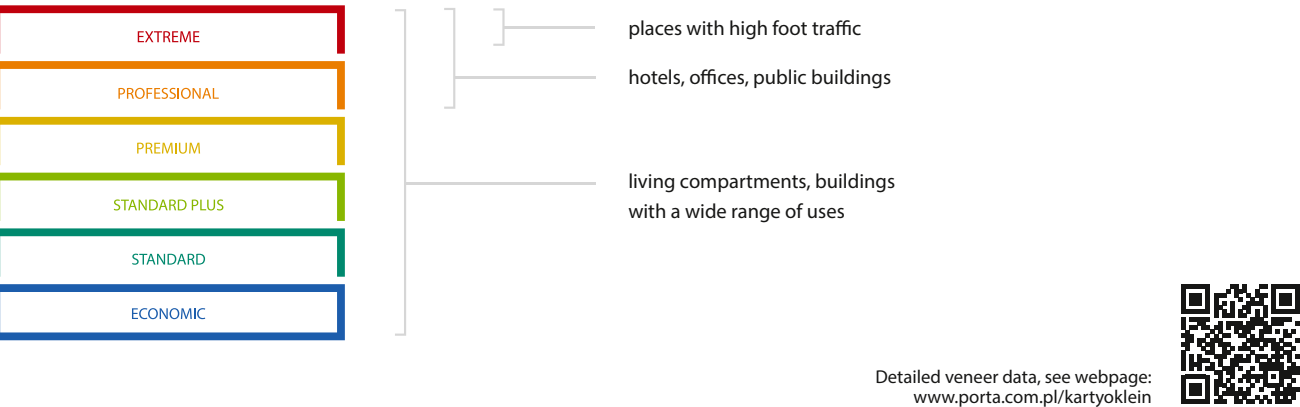 EXTREME
PROFESSIONAL
PREMIUM
STANDARD PLUS
STANDARD
ECONOMIC
places with high foot traffic
hotels, offices, public buildings
living compartments, buildings
with a wide range of uses
Detailed veneer data, see webpage:
www.porta.com.pl/kartyoklein